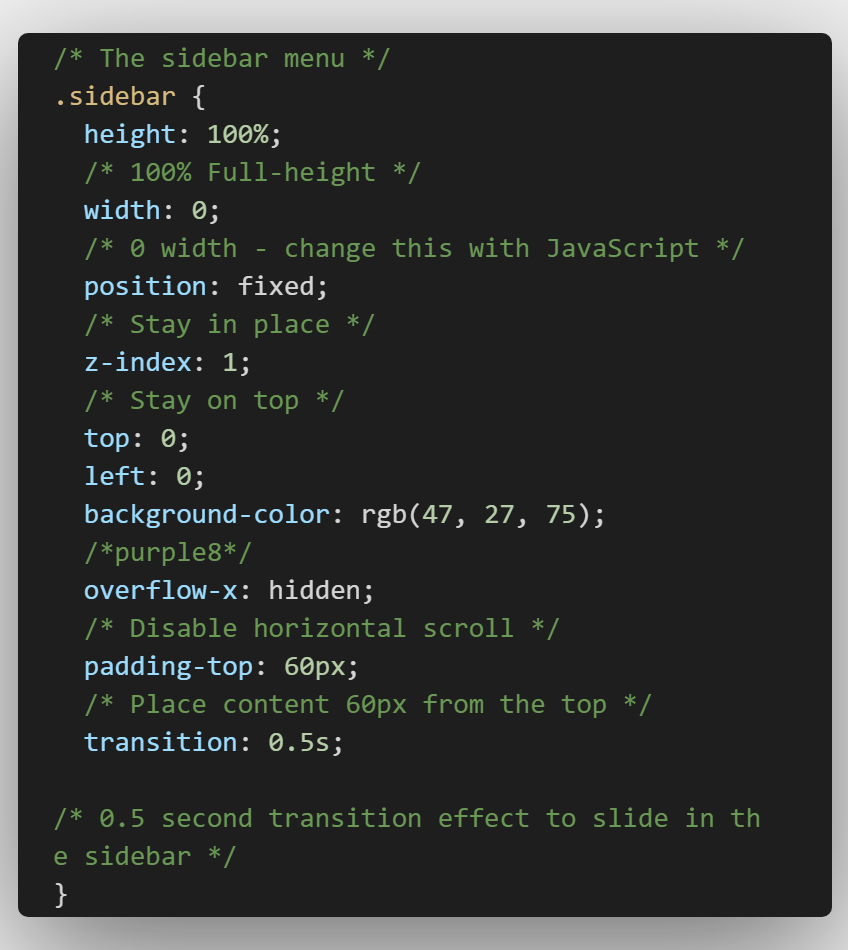 /* The sidebar menu */
.sidebar {
  height: 100%;
  /* 100% Full-height */
  width: 0;
  /* 0 width - change this with JavaScript */
  position: fixed;
  /* Stay in place */
  z-index: 1;
  /* Stay on top */
  top: 0;
  left: 0;
  background-color: rgb(47, 27, 75);
  /*purple8*/
  overflow-x: hidden;
  /* Disable horizontal scroll */
  padding-top: 60px;
  /* Place content 60px from the top */
  transition: 0.5s;

/* 0.5 second transition effect to slide in th
e sidebar */
}